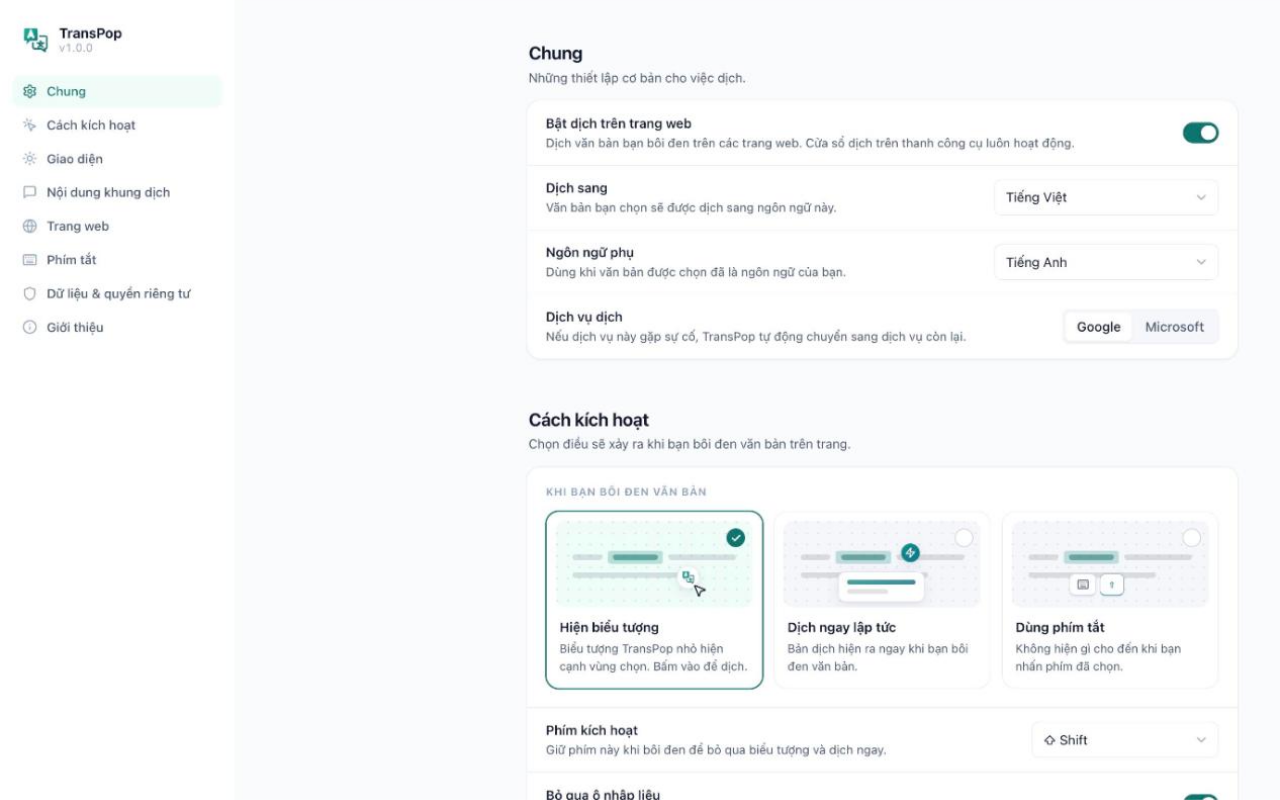 TransPop
v1.0.0
Chung
Cách kích hoạt
Giao diện
Nội dung khung dịch
Trang web
Phím tắt
Dữ liệu & quyền riêng tư
Giới thiệu
Chung
Những thiết lập cơ bản cho việc dịch.
Bật dịch trên trang web
Dịch văn bản bạn bôi đen trên các trang web. Cửa sổ dịch trên thanh công cụ luôn hoạt động.
Dịch sang
Văn bản bạn chọn sẽ được dịch sang ngôn ngữ này.
Tiếng Việt
Ngôn ngữ phụ
Dùng khi văn bản được chọn đã là ngôn ngữ của bạn.
Tiếng Anh
Dịch vụ dịch
Nếu dịch vụ này gặp sự cố, TransPop tự động chuyển sang dịch vụ còn lại.
Google
Microsoft
Cách kích hoạt
Chọn điều sẽ xảy ra khi bạn bôi đen văn bản trên trang.
KHI BẠN BÔI ĐEN VĂN BẢN
Hiện biểu tượng
Biểu tượng TransPop nhỏ hiện
cạnh vùng chọn. Bấm vào để dịch.
Dịch ngay lập tức
Bản dịch hiện ra ngay khi bạn bôi
đen văn bản.
Dùng phím tắt
Không hiện gì cho đến khi bạn
nhấn phím đã chọn.
Phím kích hoạt
Giữ phím này khi bôi đen để bỏ qua biểu tượng và dịch ngay.
Shift
Bỏ qua ô nhập liệu